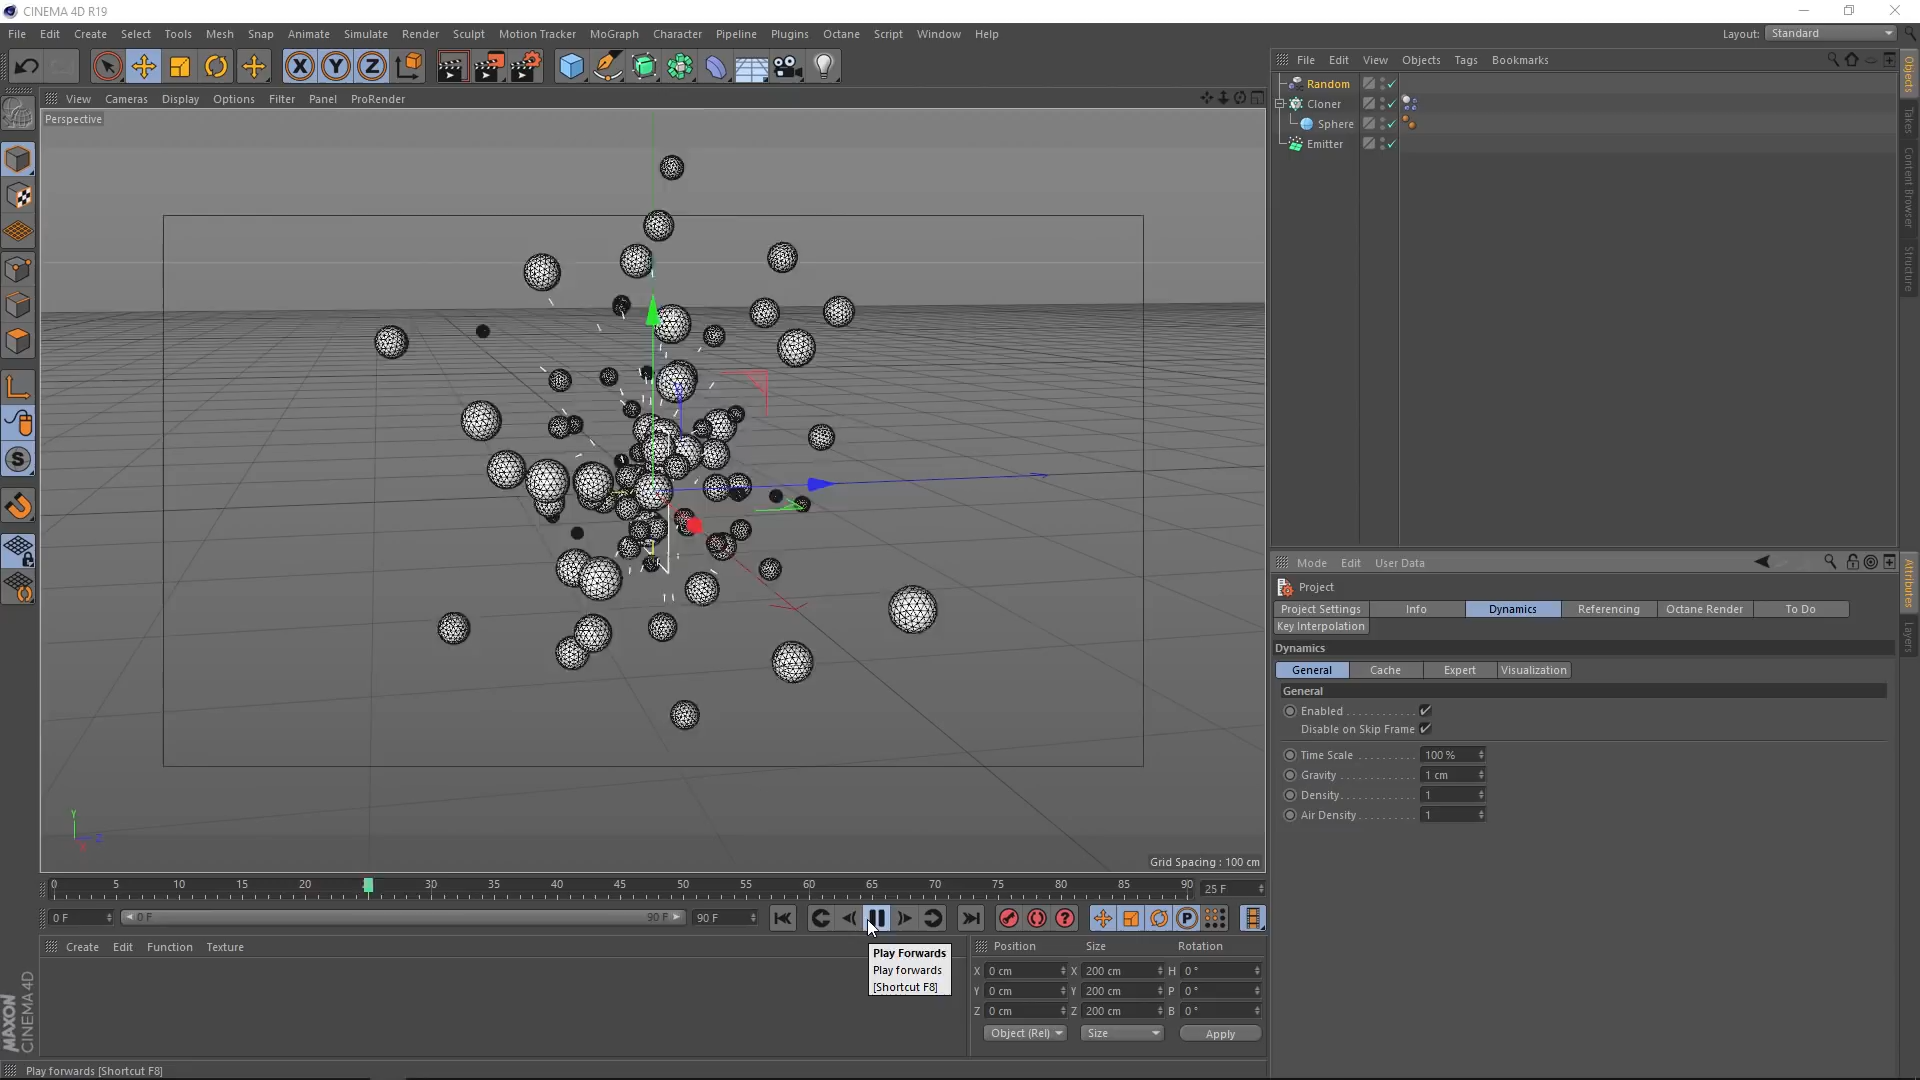 CINEMA 4D R19
File Edit Create Select Tools Mesh Snap Animate Simulate Render Sculpt Motion Tracker MoGraph Character Pipeline Plugins Octane Script Window Help
Layout: Standard
View Cameras Display Options Filter Panel ProRender
Perspective
File Edit View Objects Tags Bookmarks
Random
Cloner
Sphere
Emitter
Objects
Takes
Content Browser
Structure
Mode Edit User Data
Project
Project Settings Info Dynamics Referencing Octane Render To Do
Key Interpolation
Dynamics
General Cache Expert Visualization
General
Enabled
Disable on Skip Frame
Time Scale 100 %
Gravity 1 cm
Density 1
Air Density 1
Attributes
Layers
Y
Z
X
Grid Spacing : 100 cm
0 5 10 15 20 30 35 40 45 50 55 60 65 70 75 80 85 90
25 F
0 F 0 F 90 F 90 F
Create Edit Function Texture
Play Forwards
Play forwards
[Shortcut F8]
Position Size Rotation
X 0 cm X 200 cm H 0 °
Y 0 cm Y 200 cm P 0 °
Z 0 cm Z 200 cm B 0 °
Object (Rel) Size Apply
MAXON
CINEMA 4D
Play forwards [Shortcut F8]